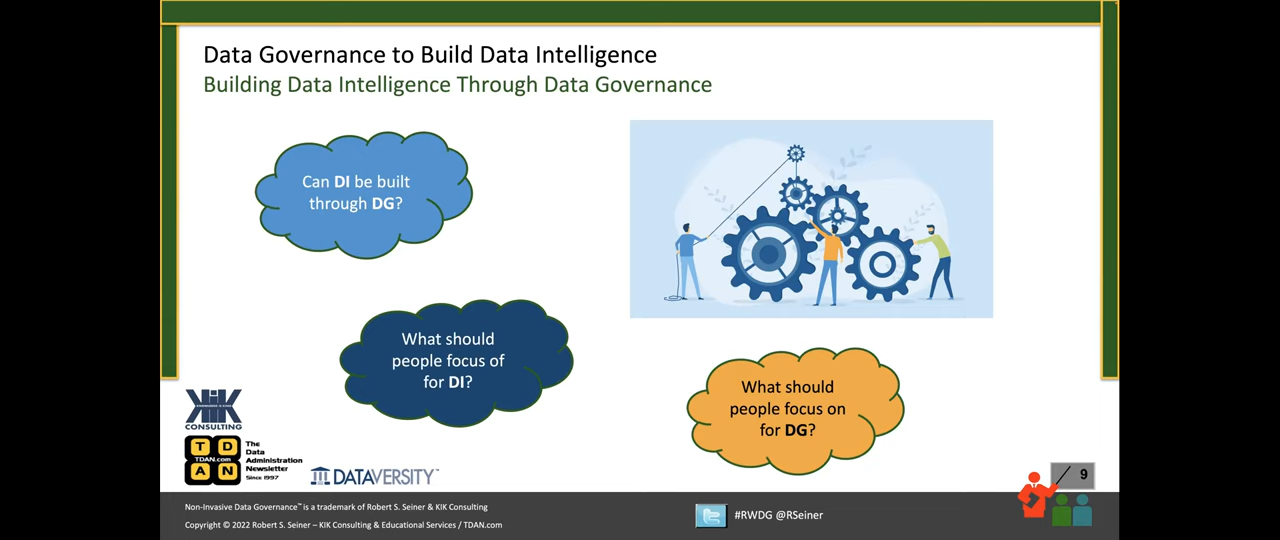 Data Governance to Build Data Intelligence
Building Data Intelligence Through Data Governance
Can DI be built
through DG?
What should
people focus of
for DI?
What should
people focus on
for DG?
KIK
CONSULTING
T D
TDAN.com
A N
The
Data
Administration
Newsletter
Since 1997
DATAVERSITY™
9
Non-Invasive Data Governance™ is a trademark of Robert S. Seiner & KIK Consulting
Copyright © 2022 Robert S. Seiner – KIK Consulting & Educational Services / TDAN.com
#RWDG @RSeiner